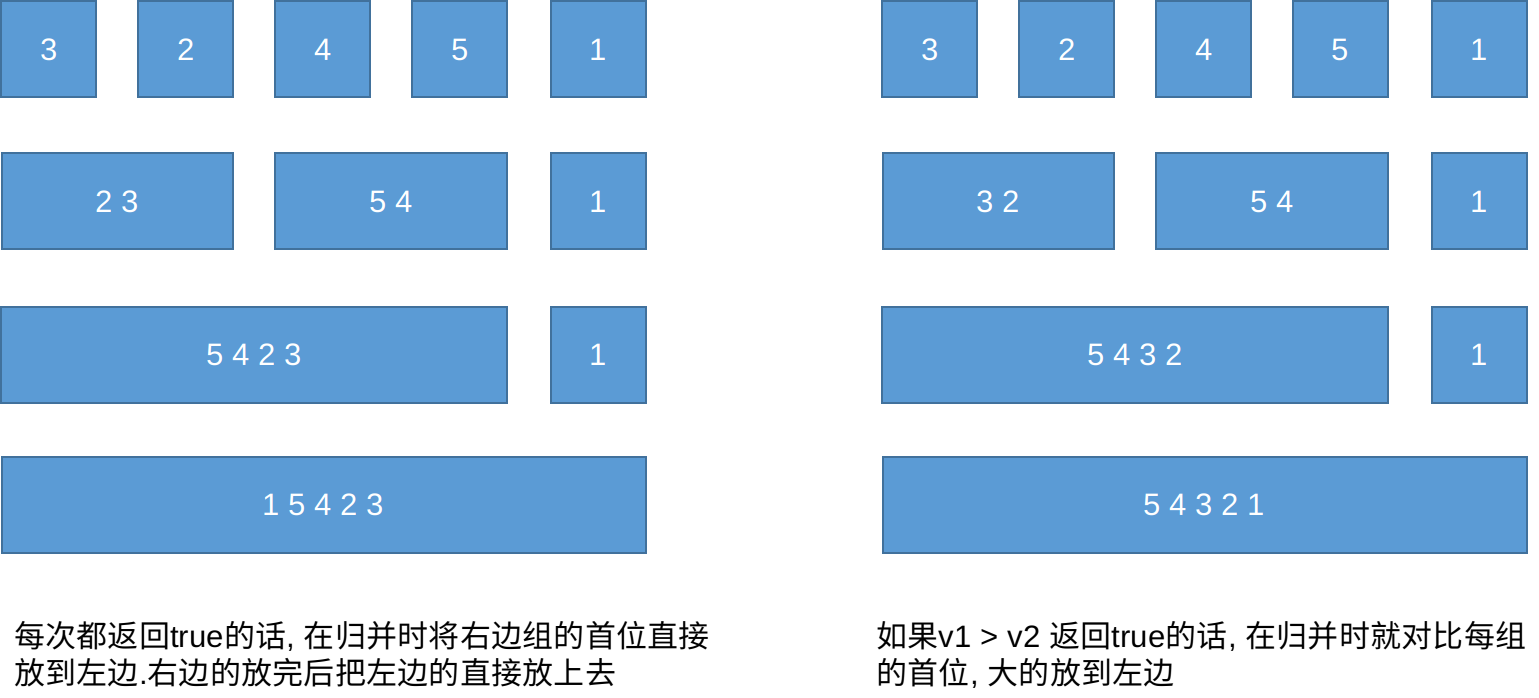 3 2 4 5 1
2 3 5 4 1
5 4 2 3 1
1 5 4 2 3
每次都返回true的话, 在归并时将右边组的首位直接
放到左边.右边的放完后把左边的直接放上去
3 2 4 5 1
3 2 5 4 1
5 4 3 2 1
5 4 3 2 1
如果v1 > v2 返回true的话, 在归并时就对比每组
的首位, 大的放到左边